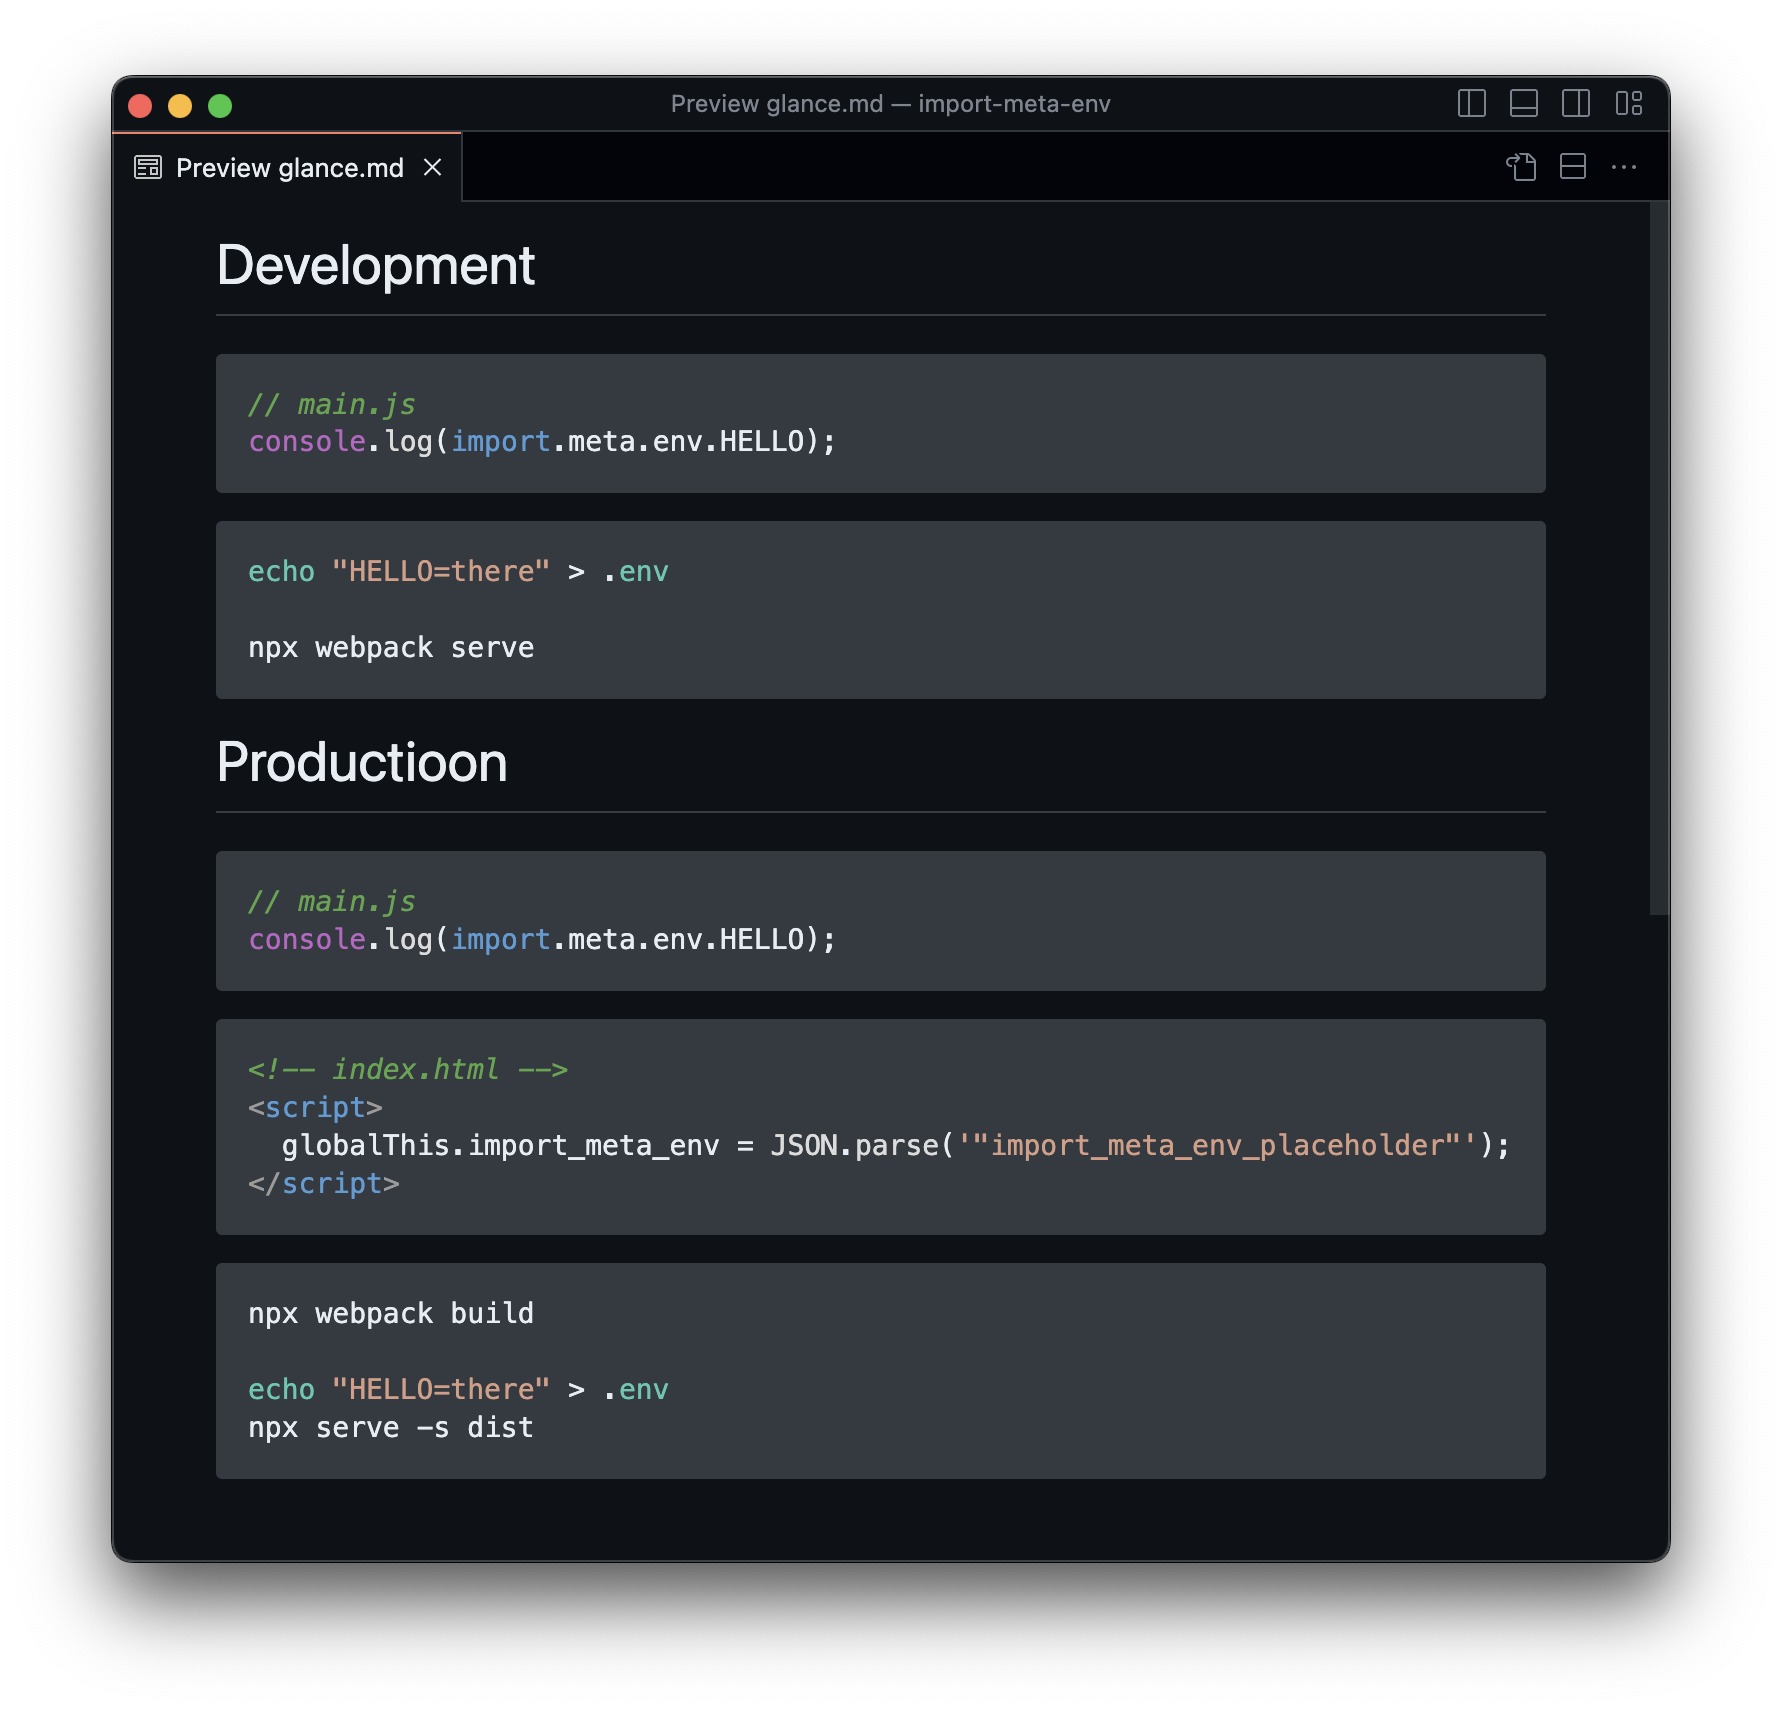 Preview glance.md — import-meta-env
Preview glance.md
Development
// main.js
console.log(import.meta.env.HELLO);
echo "HELLO=there" > .env
npx webpack serve
Productioon
// main.js
console.log(import.meta.env.HELLO);
<!-- index.html -->
<script>
  globalThis.import_meta_env = JSON.parse('"import_meta_env_placeholder"');
</script>
npx webpack build
echo "HELLO=there" > .env
npx serve -s dist